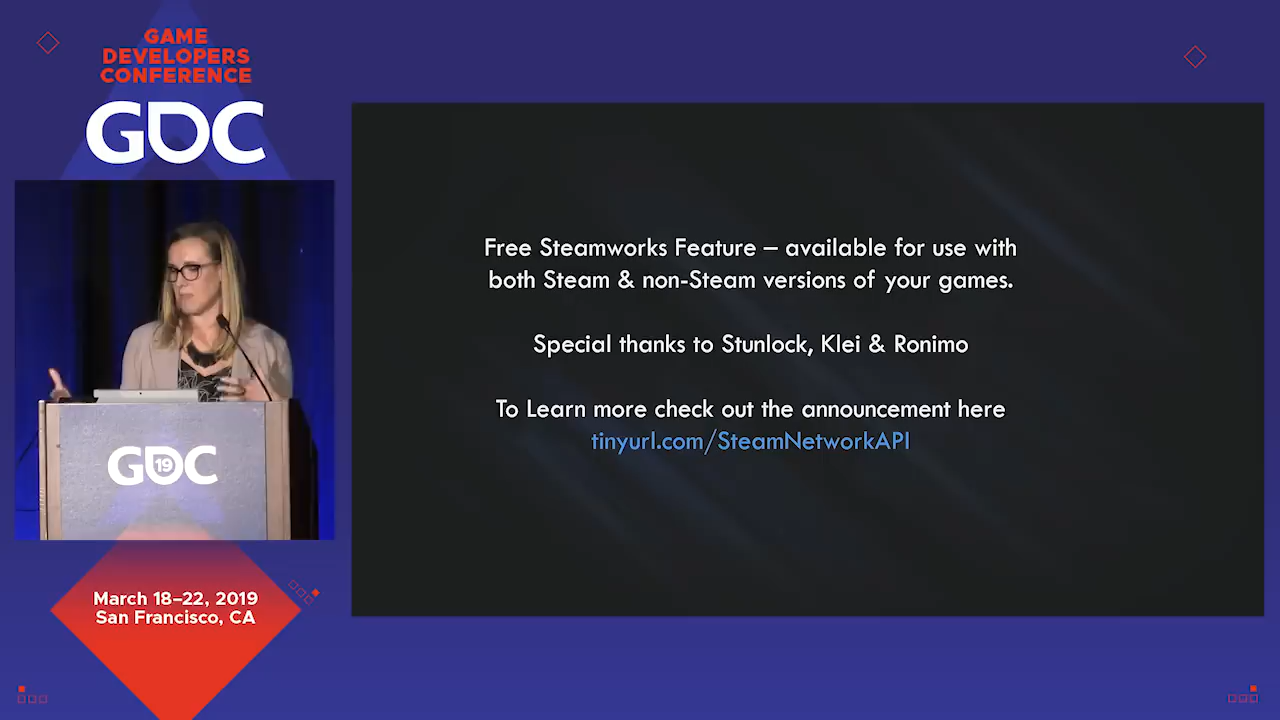 GAME
DEVELOPERS
CONFERENCE
GDC
GDC
19
March 18–22, 2019
San Francisco, CA
Free Steamworks Feature – available for use with
both Steam & non-Steam versions of your games.
Special thanks to Stunlock, Klei & Ronimo
To Learn more check out the announcement here
tinyurl.com/SteamNetworkAPI